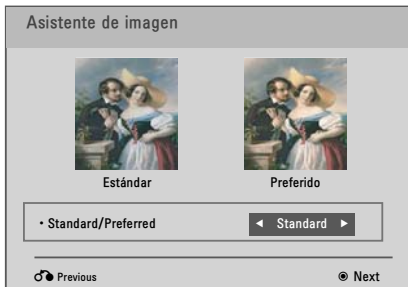 Asistente de imagen
Estándar Preferido
• Standard/Preferred ◄ Standard ►
Previous ◉ Next